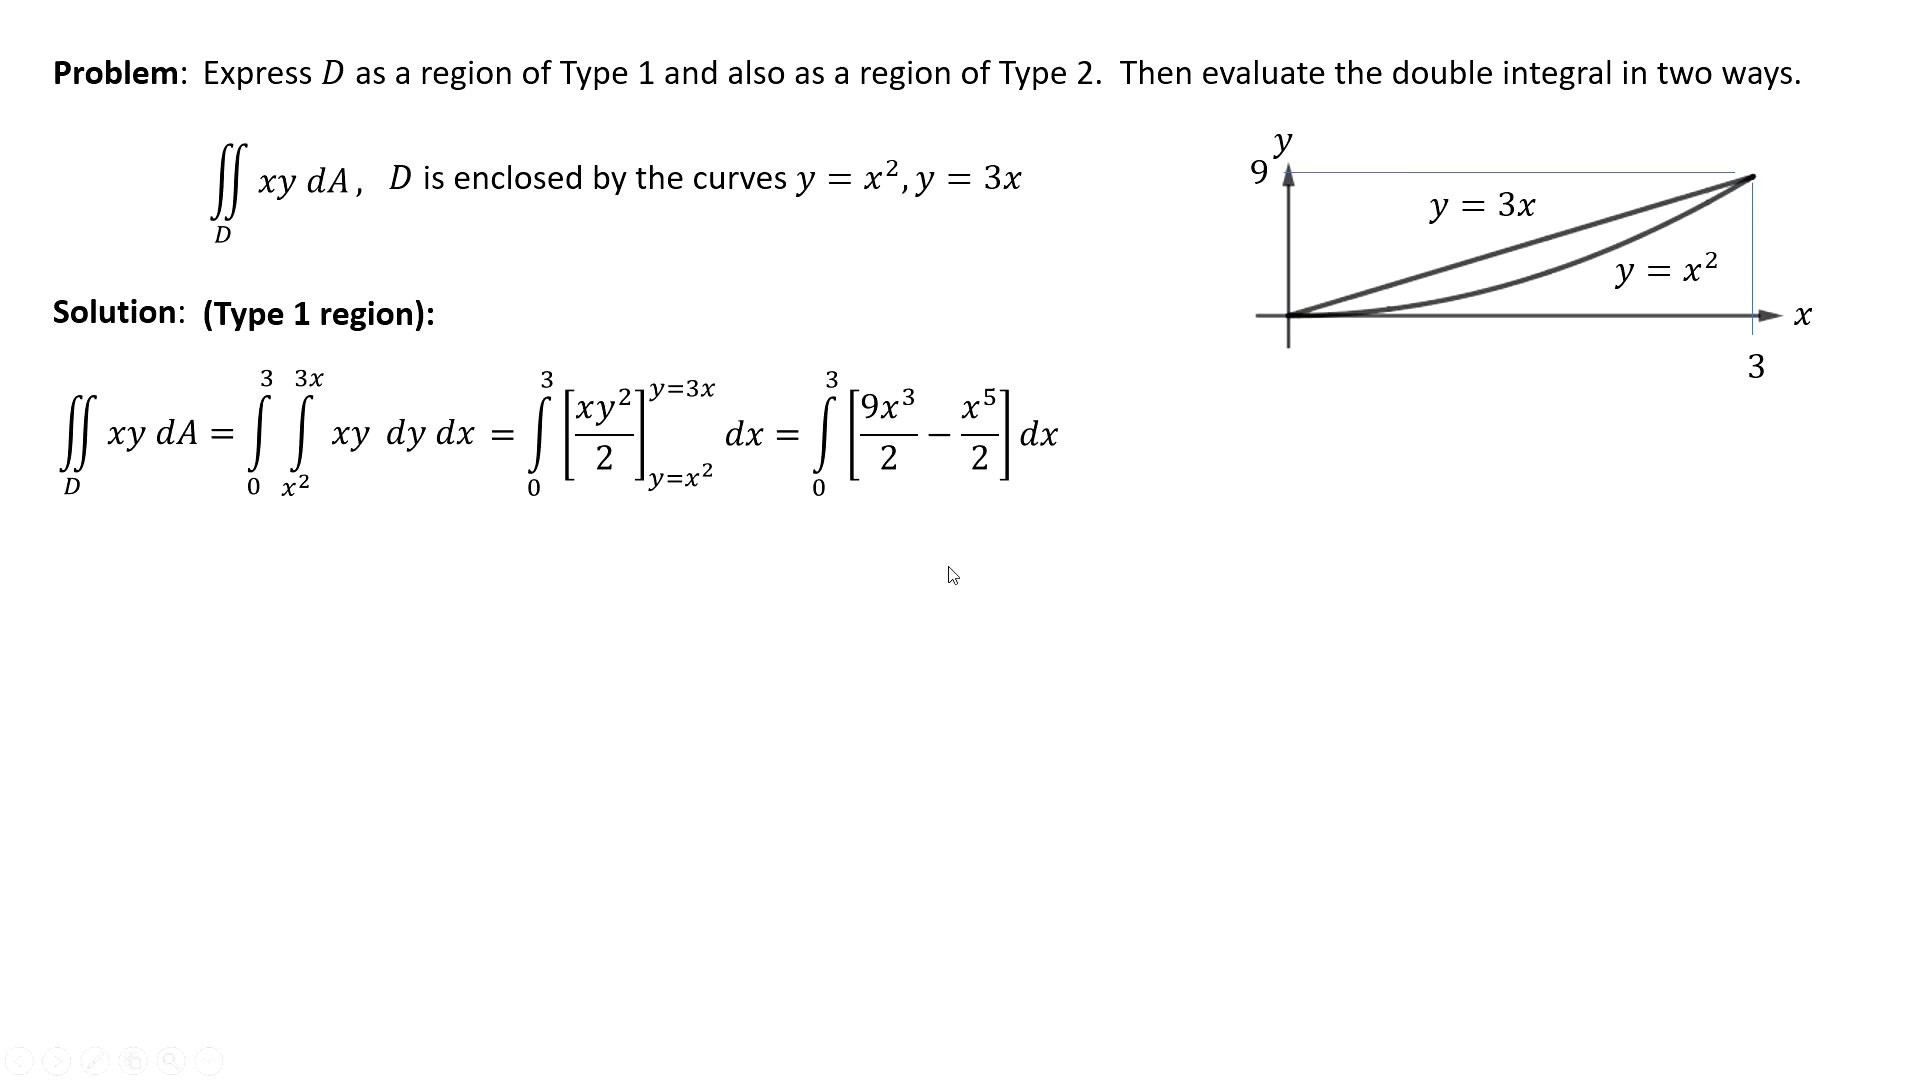 Problem: Express D as a region of Type 1 and also as a region of Type 2. Then evaluate the double integral in two ways.
∬_D xy dA, D is enclosed by the curves y = x², y = 3x
y
9
y = 3x
y = x²
x
3
Solution: (Type 1 region):
∬_D xy dA = ∫_0^3 ∫_{x²}^{3x} xy dy dx = ∫_0^3 [xy²/2]_{y=x²}^{y=3x} dx = ∫_0^3 [9x³/2 − x⁵/2] dx